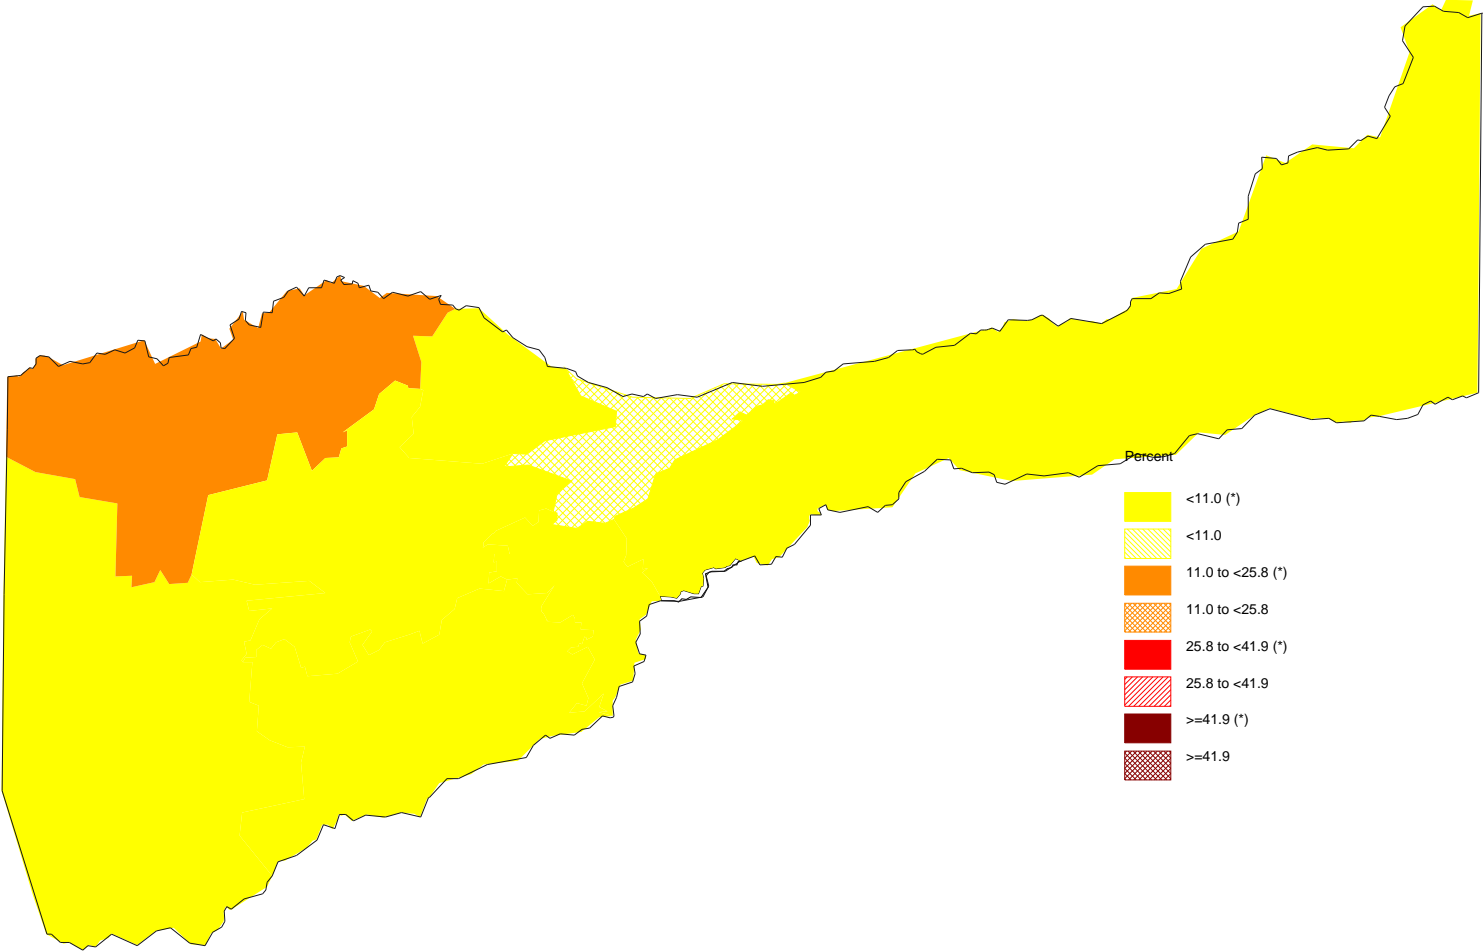 Percent
<11.0 (*)
<11.0
11.0 to <25.8 (*)
11.0 to <25.8
25.8 to <41.9 (*)
25.8 to <41.9
>=41.9 (*)
>=41.9